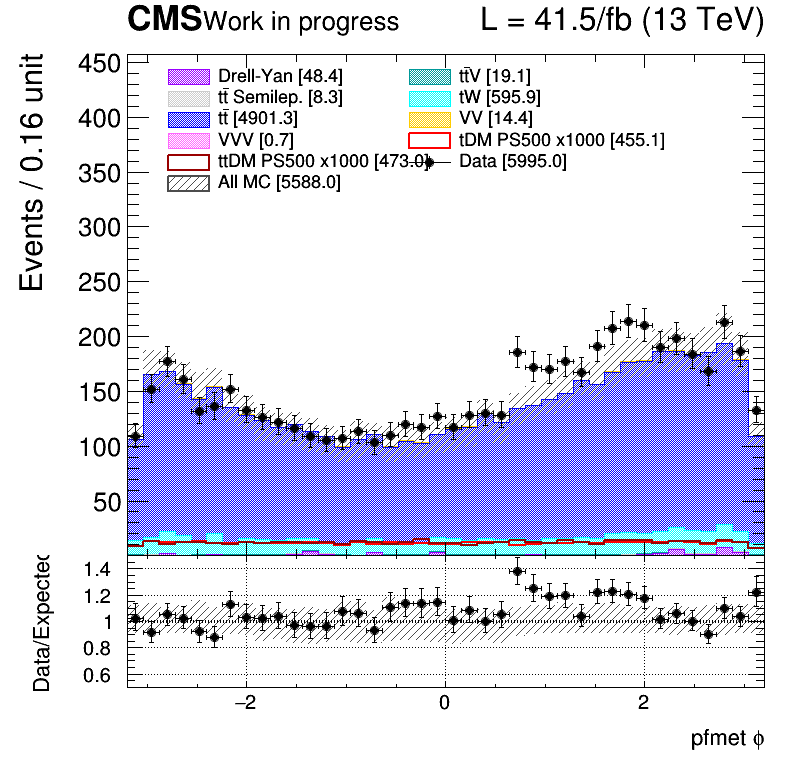 CMS Work in progress L = 41.5/fb (13 TeV)
Events / 0.16 unit
450
400
350
300
250
200
150
100
50
Drell-Yan [48.4] tt̄V [19.1]
tt̄ Semilep. [8.3] tW [595.9]
tt̄ [4901.3] VV [14.4]
VVV [0.7] tDM PS500 x1000 [455.1]
ttDM PS500 x1000 [473.0] Data [5995.0]
All MC [5588.0]
Data/Expected
1.4
1.2
1
0.8
0.6
−2 0 2
pfmet ϕ